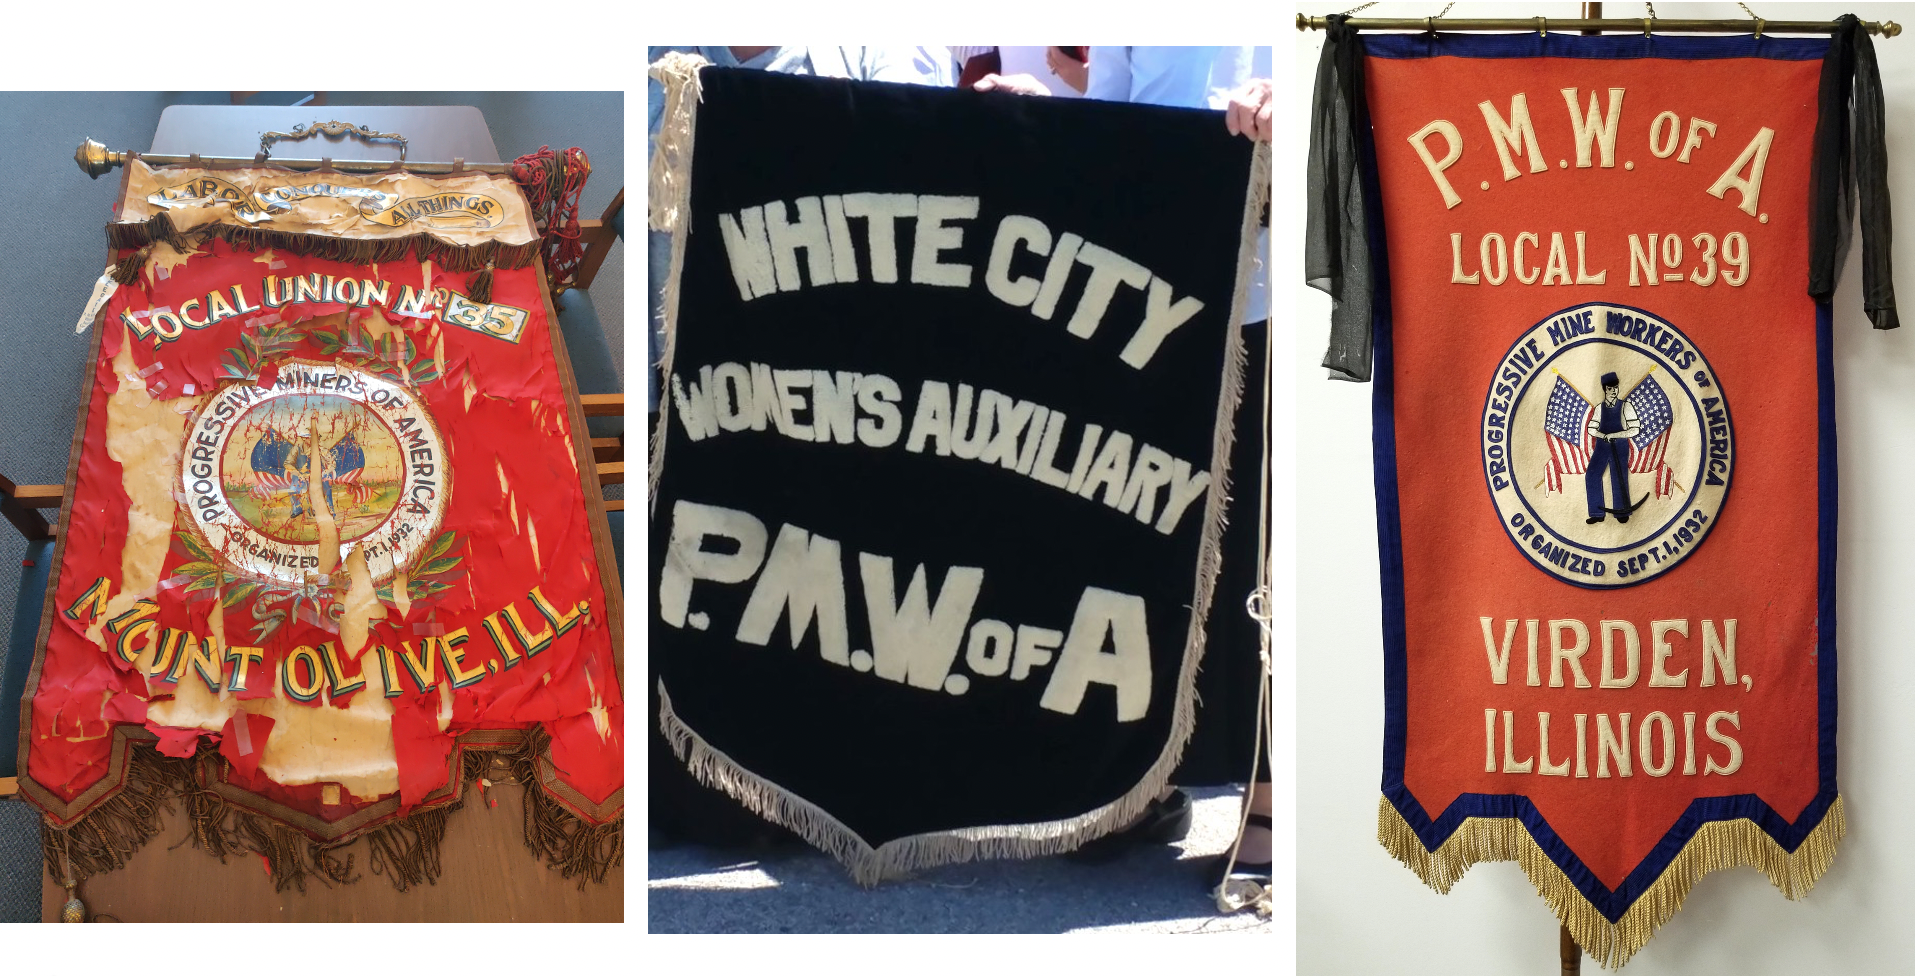 LABOR CONQUERS ALL THINGS
LOCAL UNION No 35
PROGRESSIVE MINERS OF AMERICA
ORGANIZED PT. 1, 1932
MOUNT OLIVE, ILL.
WHITE CITY
WOMEN'S AUXILIARY
P.M.W. OF A
P.M.W. OF A.
LOCAL No 39
PROGRESSIVE MINE WORKERS OF AMERICA
ORGANIZED SEPT. 1, 1932
VIRDEN,
ILLINOIS